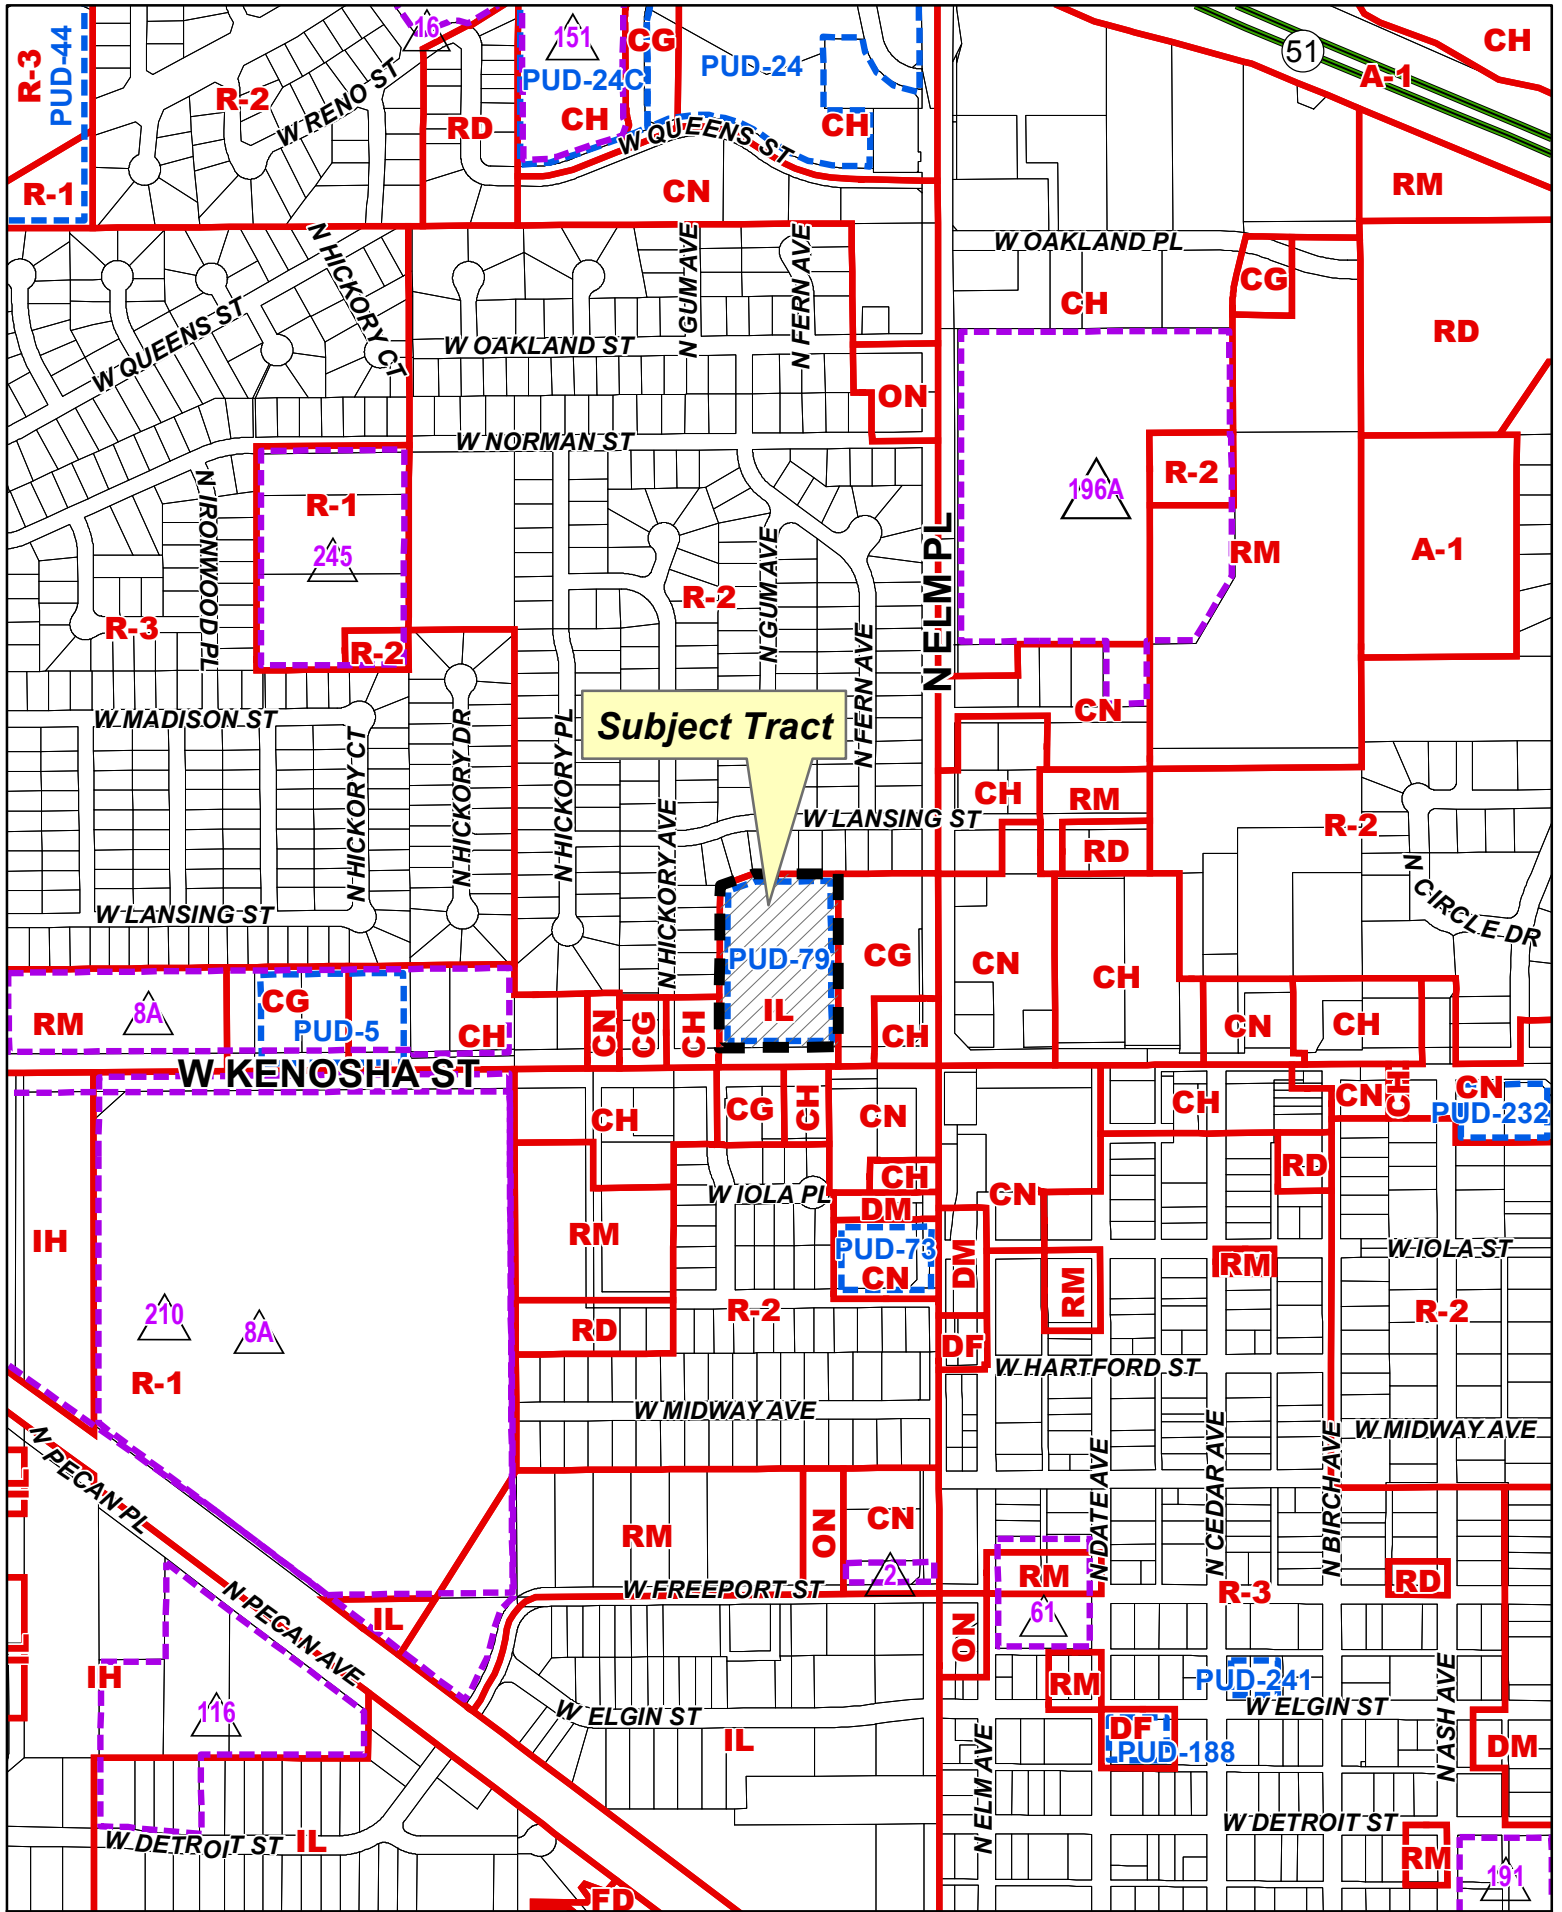 16
151
CG
PUD-24
51
CH
R-3
PUD-44
PUD-24C
A-1
R-2
W RENO ST
RD
CH
W QUEENS ST
CH
R-1
CN
RM
N HICKORY CT
N GUM AVE
N FERN AVE
W OAKLAND PL
CG
CH
W QUEENS ST
W OAKLAND ST
RD
ON
W NORMAN ST
R-2
196A
N IRONWOOD PL
R-1
245
N ELM PL
RM
A-1
N GUM AVE
R-2
R-3
R-2
N FERN AVE
W MADISON ST
Subject Tract
CN
N HICKORY CT
N HICKORY DR
N HICKORY PL
N HICKORY AVE
CH
RM
W LANSING ST
R-2
RD
N CIRCLE DR
W LANSING ST
PUD-79
CG
CN
CH
RM
8A
CG
PUD-5
CH
CN
CG
CH
IL
CH
CN
CH
W KENOSHA ST
CH
CG
CH
CN
CH
CN
CH
CN
PUD-232
RD
CH
W IOLA PL
CN
DM
IH
RM
PUD-73
CN
DM
RM
RM
W IOLA ST
210
8A
R-2
R-2
RD
DF
W HARTFORD ST
R-1
W MIDWAY AVE
W MIDWAY AVE
N PECAN PL
IL
N DATE AVE
N CEDAR AVE
N BIRCH AVE
RM
ON
CN
2
RM
RD
W FREEPORT ST
R-3
61
N PECAN AVE
IL
ON
IL
IH
RM
PUD-241
N ASH AVE
116
W ELGIN ST
W ELGIN ST
IL
DF
PUD-188
DM
N ELM AVE
W DETROIT ST
IL
W DETROIT ST
RM
191
FD